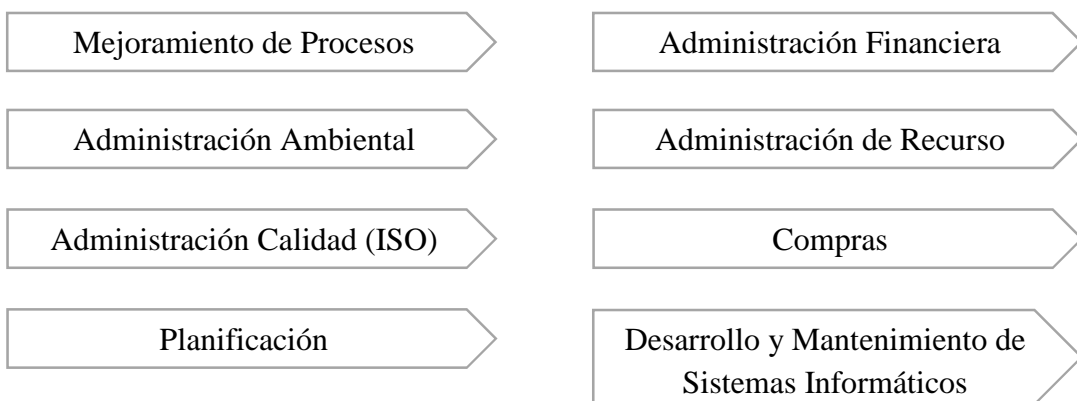 Mejoramiento de Procesos
Administración Financiera
Administración Ambiental
Administración de Recurso
Administración Calidad (ISO)
Compras
Planificación
Desarrollo y Mantenimiento de
Sistemas Informáticos